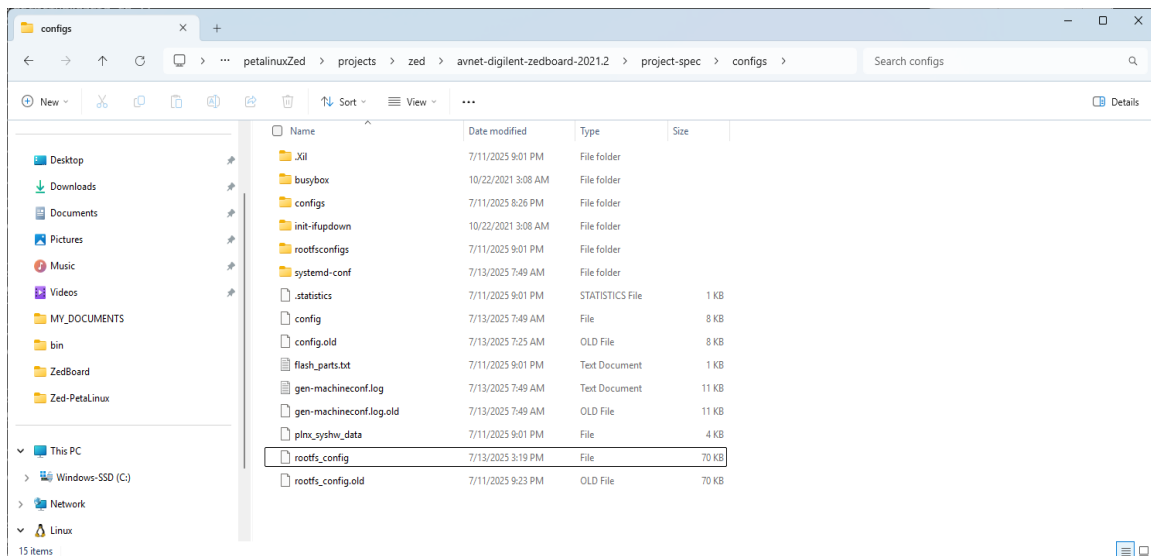 configs
petalinuxZed > projects > zed > avnet-digilent-zedboard-2021.2 > project-spec > configs >
Search configs
New Sort View ... Details
Name Date modified Type Size
.Xil 7/11/2025 9:01 PM File folder
busybox 10/22/2021 3:08 AM File folder
configs 7/11/2025 8:26 PM File folder
init-ifupdown 10/22/2021 3:08 AM File folder
rootfsconfigs 7/11/2025 9:01 PM File folder
systemd-conf 7/13/2025 7:49 AM File folder
.statistics 7/11/2025 9:01 PM STATISTICS File 1 KB
config 7/13/2025 7:49 AM File 8 KB
config.old 7/13/2025 7:25 AM OLD File 8 KB
flash_parts.txt 7/11/2025 9:01 PM Text Document 1 KB
gen-machineconf.log 7/13/2025 7:49 AM Text Document 11 KB
gen-machineconf.log.old 7/13/2025 7:49 AM OLD File 11 KB
plnx_syshw_data 7/11/2025 9:01 PM File 4 KB
rootfs_config 7/13/2025 3:19 PM File 70 KB
rootfs_config.old 7/11/2025 9:23 PM OLD File 70 KB
Desktop
Downloads
Documents
Pictures
Music
Videos
MY_DOCUMENTS
bin
ZedBoard
Zed-PetaLinux
This PC
Windows-SSD (C:)
Network
Linux
15 items